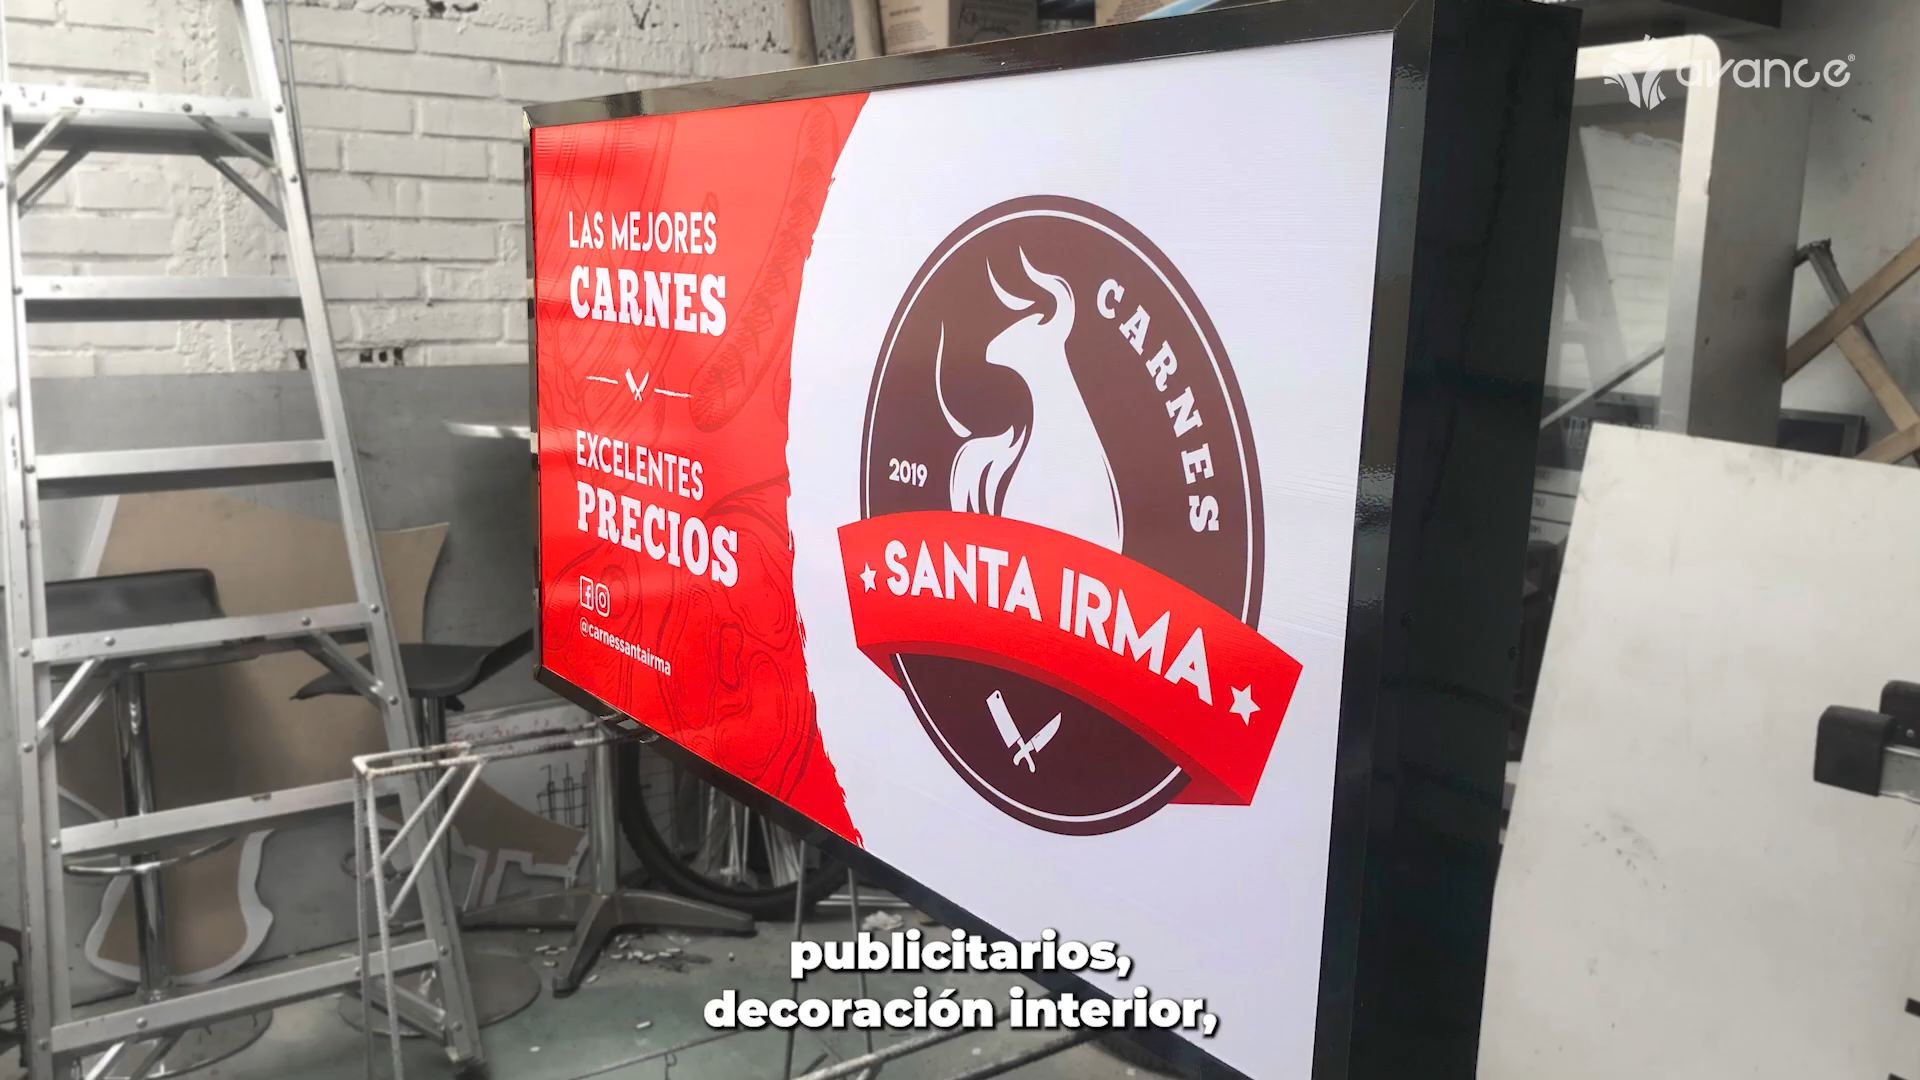 avance®
LAS MEJORES
CARNES
EXCELENTES
PRECIOS
@carnessantairma
CARNES
2019
SANTA IRMA
publicitarios,
decoración interior,